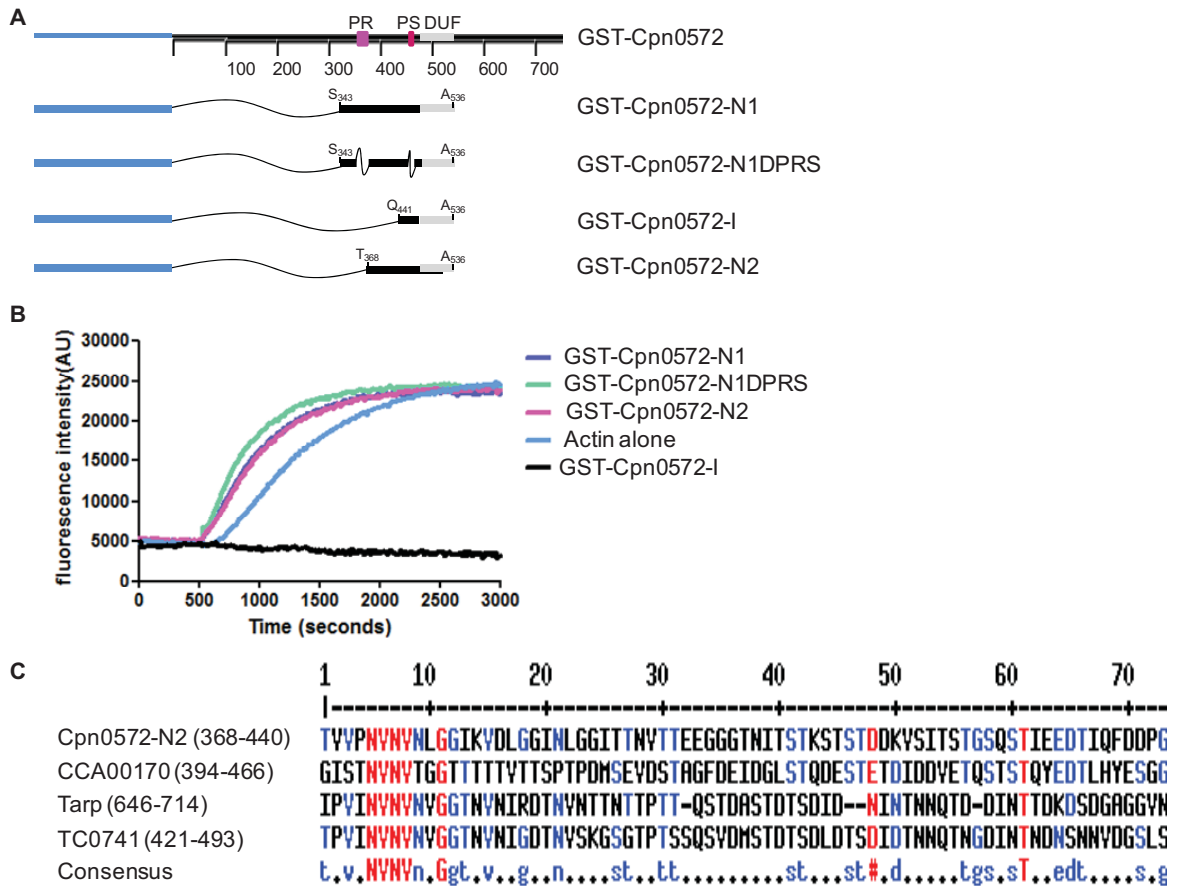 A
PR PS DUF
GST-Cpn0572
100 200 300 400 500 600 700
S343 A536
GST-Cpn0572-N1
S343 A536
GST-Cpn0572-N1DPRS
Q441 A536
GST-Cpn0572-I
T368 A536
GST-Cpn0572-N2
B
fluorescence intensity(AU)
30000
25000
20000
15000
10000
5000
0
0 500 1000 1500 2000 2500 3000
Time (seconds)
GST-Cpn0572-N1
GST-Cpn0572-N1DPRS
GST-Cpn0572-N2
Actin alone
GST-Cpn0572-I
C
1 10 20 30 40 50 60 70
Cpn0572-N2 (368-440) TVVPNVNVNLGGIKVDLGGINLGGITTNVTTEEGGGTNITSTKSTSTDDKVSITSTGSQSTIEEDTIQFDDPG
CCA00170 (394-466) GISTNVNVTGGTTTTTVTTSPTPDMSEVDSTAGFDEIDGLSTQDESTETDIDDVETQSTSTQYEDTLHYESGG
Tarp (646-714) IPVINVNVNVGGTNVNIRDTNVNTTNTTPTT-QSTDASTDTSDID--NINTNNQTD-DINTTDKDSDGAGGVN
TC0741 (421-493) TPVINVNVNVGGTNVNIGDTNVSKGSGTPTSSQSVDMSTDTSDLDTSDIDTNNQTNGDINTNDNSNNVDGSLS
Consensus t.v.NVNVn.Ggt.v..g..n....st..tt..........st...st#.d.....tgs.sT..edt....s.g